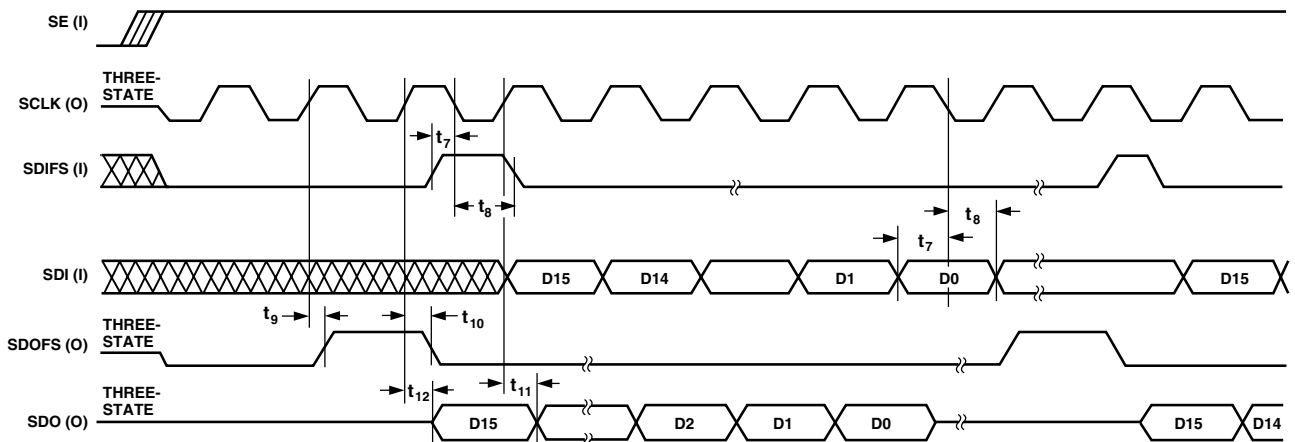 SE (I)
THREE-
STATE
SCLK (O)
t7
SDIFS (I)
t8
t8
t7
SDI (I)
D15
D14
D1
D0
D15
t9
t10
THREE-
STATE
SDOFS (O)
t12
t11
THREE-
STATE
SDO (O)
D15
D2
D1
D0
D15
D14